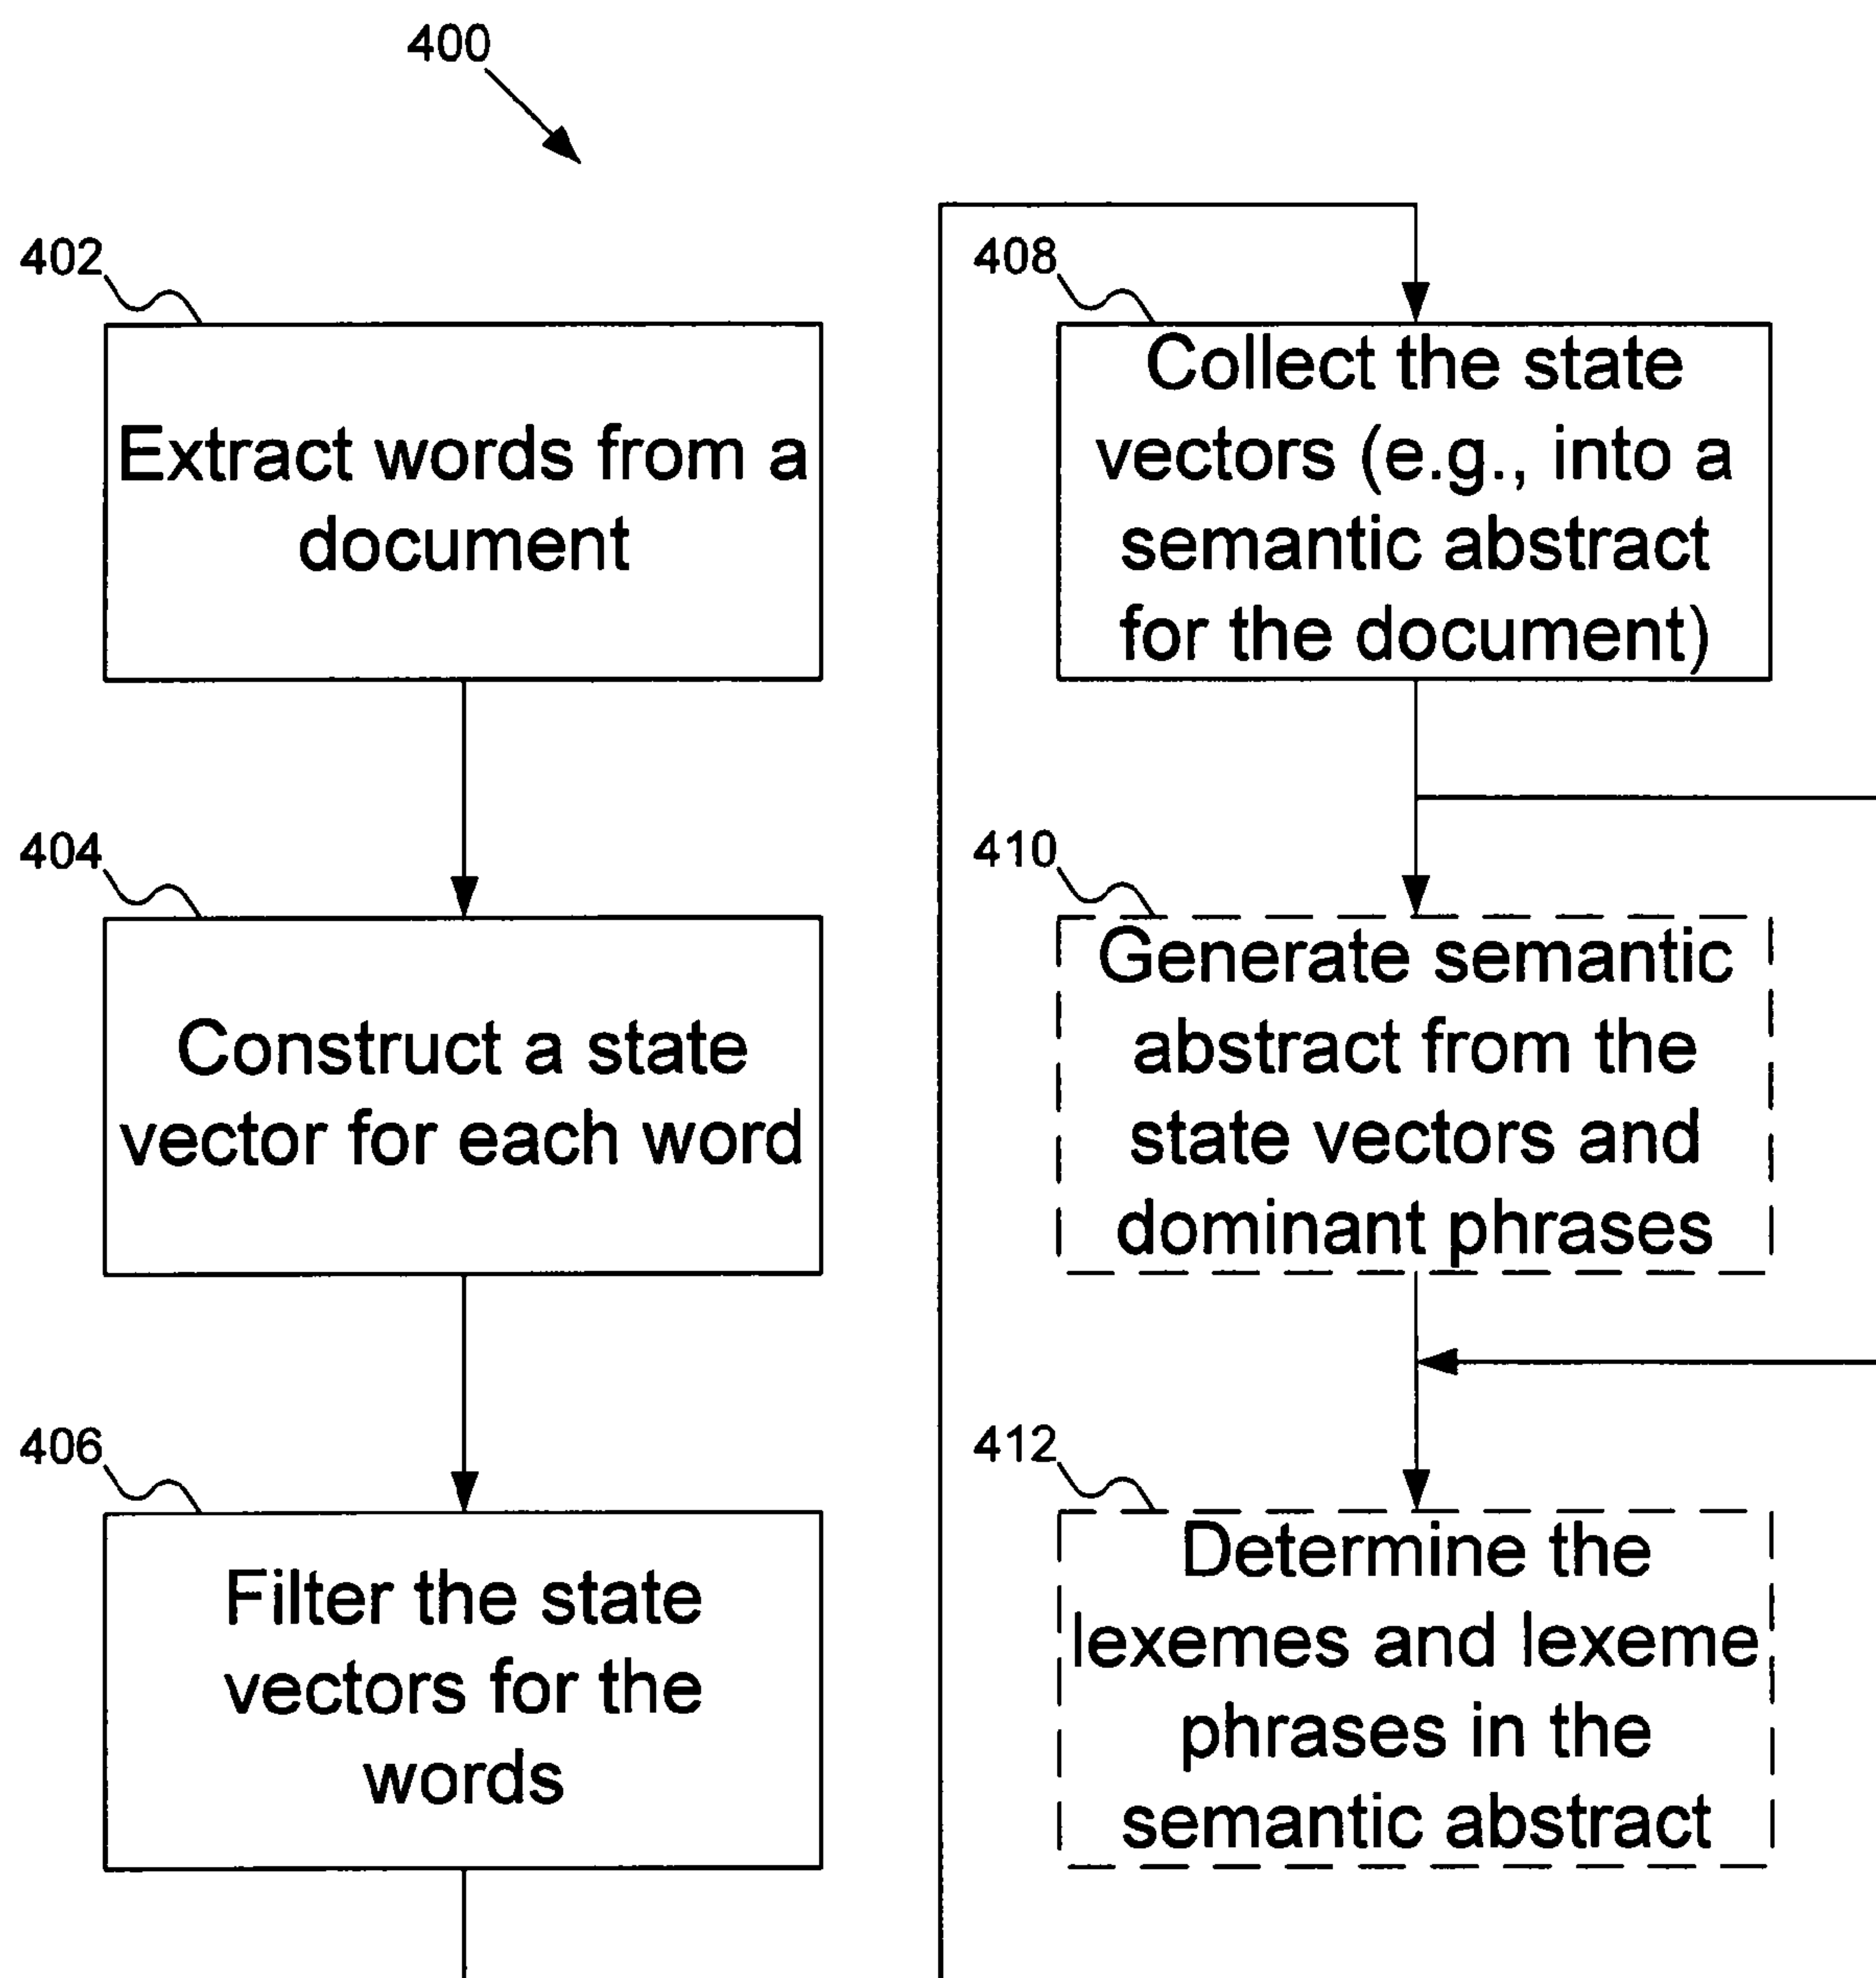 400
402
Extract words from a
document
404
Construct a state
vector for each word
406
Filter the state
vectors for the
words
408
Collect the state
vectors (e.g., into a
semantic abstract
for the document)
410
Generate semantic
abstract from the
state vectors and
dominant phrases
412
Determine the
lexemes and lexeme
phrases in the
semantic abstract